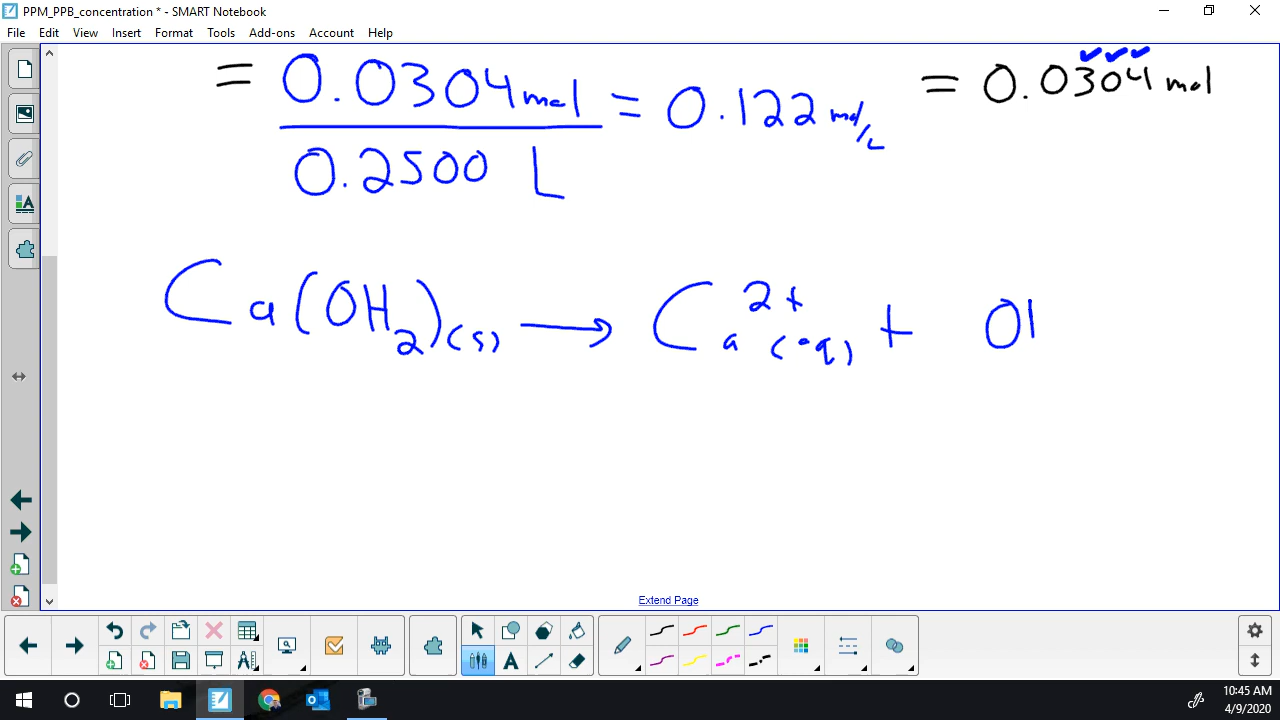 PPM_PPB_concentration * - SMART Notebook
File Edit View Insert Format Tools Add-ons Account Help
= 0.0304 mol / 0.2500 L = 0.122 mol/L
= 0.0304 mol
Ca(OH₂)(s) → Ca²⁺(aq) + OH
Extend Page
10:45 AM
4/9/2020